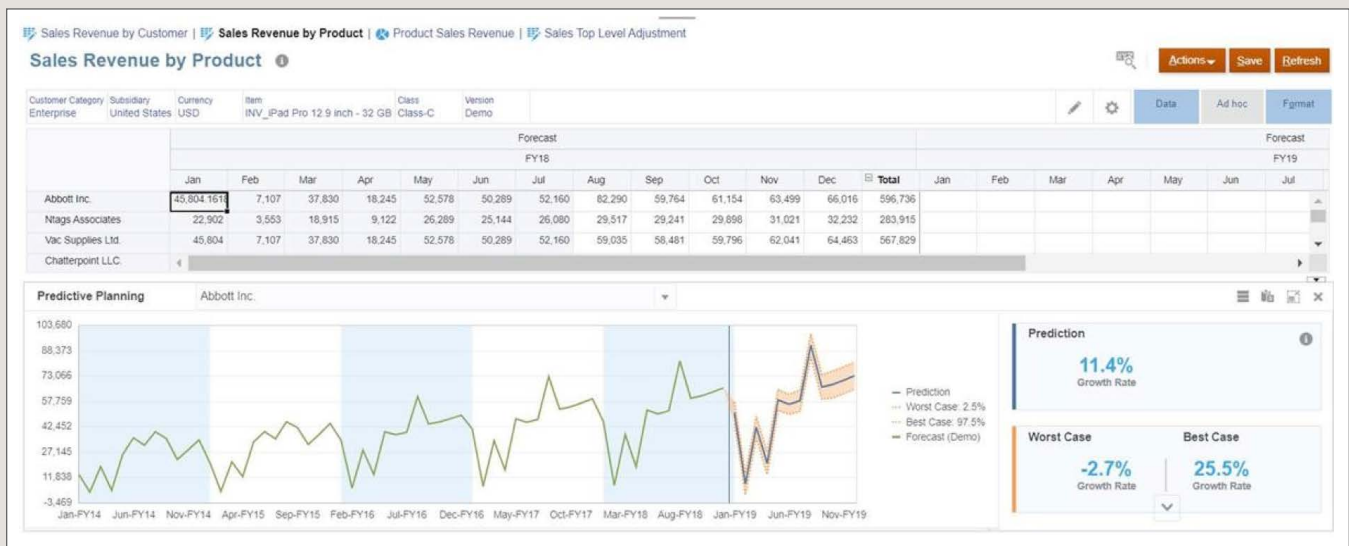 Sales Revenue by Customer | Sales Revenue by Product | Product Sales Revenue | Sales Top Level Adjustment
Sales Revenue by Product
Actions Save Refresh
Customer Category Subsidiary Currency Item Class Version
Enterprise United States USD INV_iPad Pro 12.9 inch - 32 GB Class-C Demo
Data Ad hoc Format
Forecast Forecast
FY18 FY19
Jan Feb Mar Apr May Jun Jul Aug Sep Oct Nov Dec Total Jan Feb Mar Apr May Jun Jul
Abbott Inc. 45,804.1618 7,107 37,830 18,245 52,578 50,289 52,160 82,290 59,764 61,154 63,499 66,016 596,736
Ntags Associates 22,902 3,553 18,915 9,122 26,289 25,144 26,080 29,517 29,241 29,898 31,021 32,232 283,915
Vac Supplies Ltd. 45,804 7,107 37,830 18,245 52,578 50,289 52,160 59,035 58,481 59,796 62,041 64,463 567,829
Chatterpoint LLC.
Predictive Planning Abbott Inc.
103,680
88,373
73,066
57,759
42,452
27,145
11,838
-3,469
Jan-FY14 Jun-FY14 Nov-FY14 Apr-FY15 Sep-FY15 Feb-FY16 Jul-FY16 Dec-FY16 May-FY17 Oct-FY17 Mar-FY18 Aug-FY18 Jan-FY19 Jun-FY19 Nov-FY19
Prediction
Worst Case: 2.5%
Best Case: 97.5%
Forecast (Demo)
Prediction
11.4%
Growth Rate
Worst Case Best Case
-2.7% 25.5%
Growth Rate Growth Rate